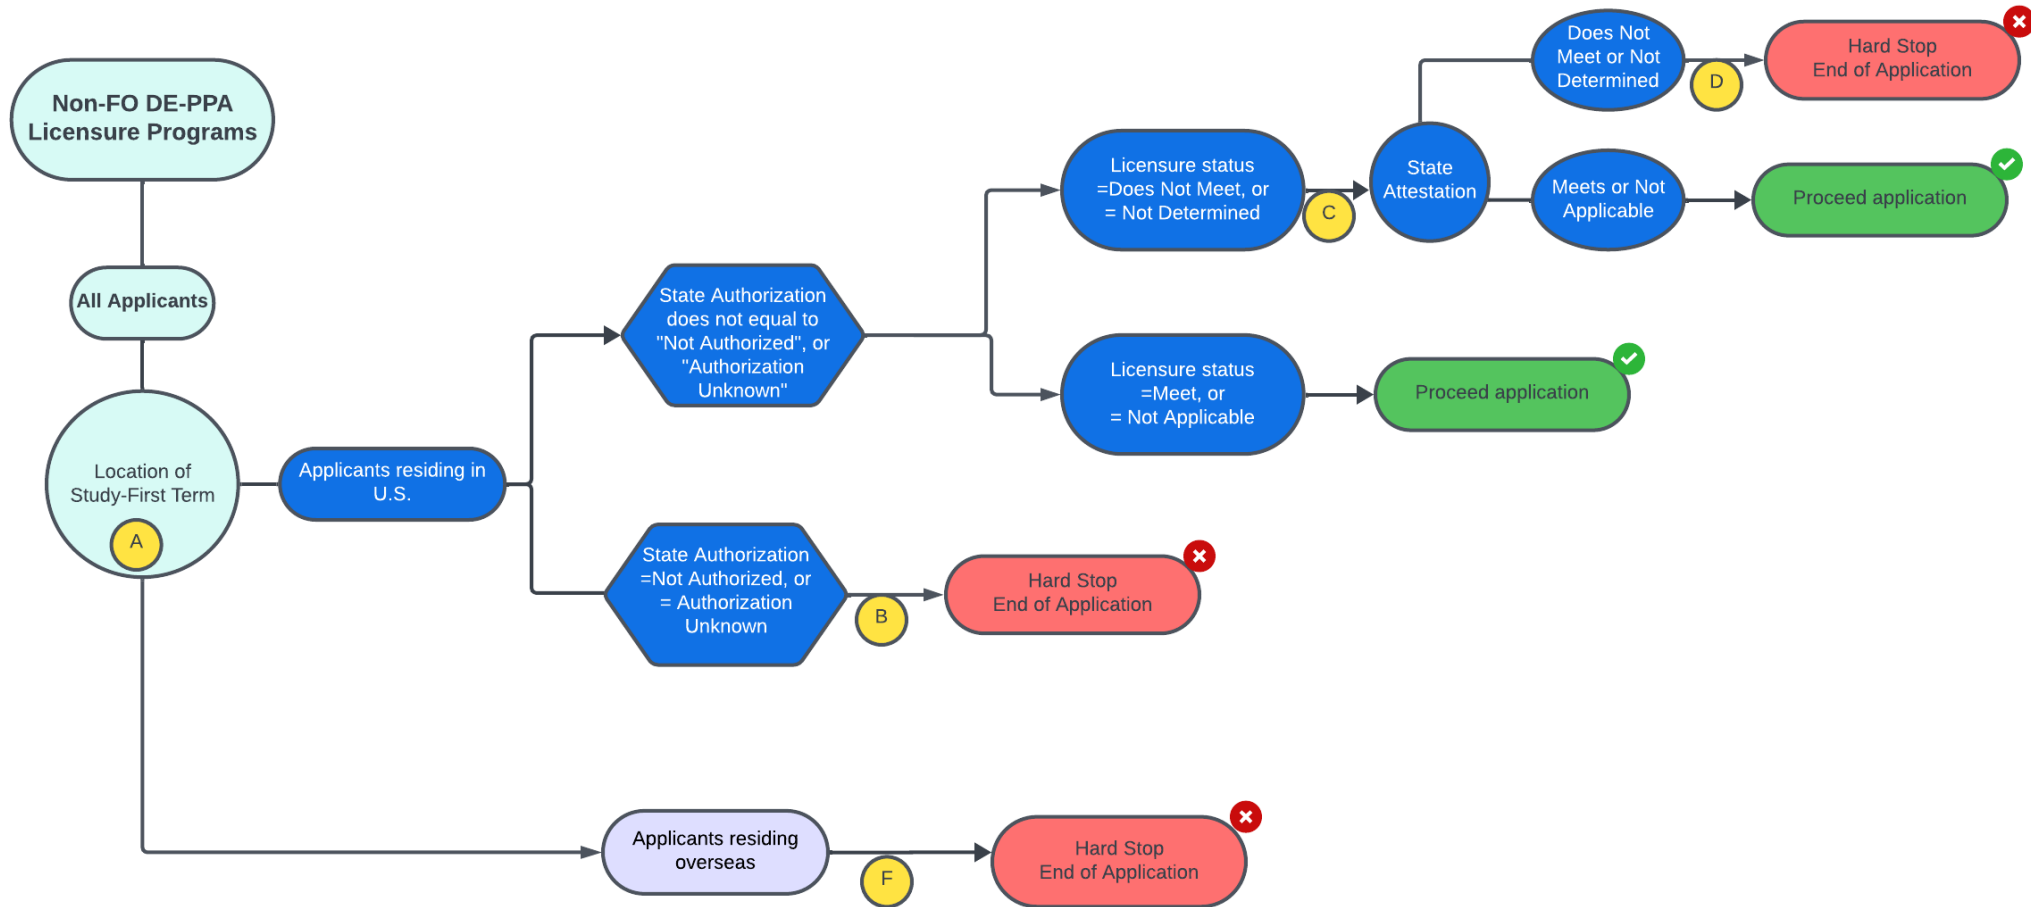 Non-FO DE-PPA
Licensure Programs
All Applicants
Location of
Study-First Term
A
Applicants residing in
U.S.
State Authorization
does not equal to
"Not Authorized", or
"Authorization
Unknown"
Licensure status
=Does Not Meet, or
= Not Determined
C
State
Attestation
Does Not
Meet or Not
Determined
D
Hard Stop
End of Application
Meets or Not
Applicable
Proceed application
Licensure status
=Meet, or
= Not Applicable
Proceed application
State Authorization
=Not Authorized, or
= Authorization
Unknown
B
Hard Stop
End of Application
Applicants residing
overseas
F
Hard Stop
End of Application